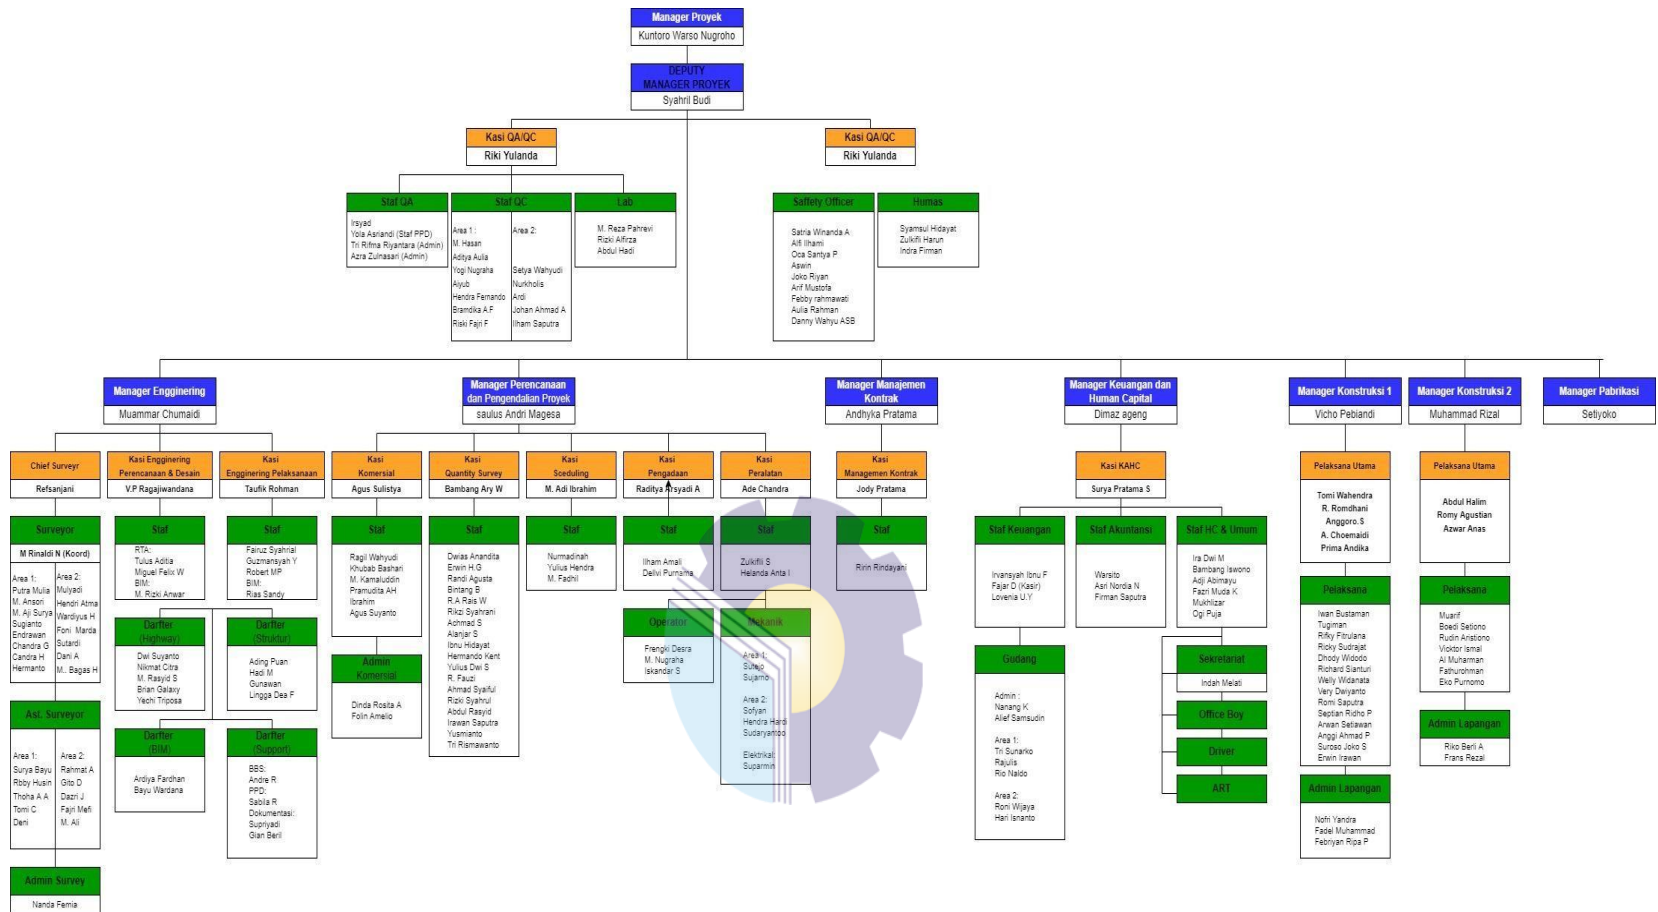 Manager Proyek
Kuntoro Warso Nugroho
DEPUTY
MANAGER PROYEK
Syahril Budi
Kasi QA/QC
Riki Yulanda
Kasi QA/QC
Riki Yulanda
Staf QA
Irsyad
Yola Asriandi (Staf PPD)
Tri Rifma Riyantara (Admin)
Azra Zulnasari (Admin)
Staf QC
Area 1 :
M. Hasan
Aditya Aulia
Yogi Nugraha
Aiyub
Hendra Fernando
Bramdika A.F
Riski Fajri F
Area 2:
Setya Wahyudi
Nurkholis
Ardi
Johan Ahmad A
Ilham Saputra
Lab
M. Reza Pahrevi
Rizki Alfirza
Abdul Hadi
Saffety Officer
Satria Winanda A
Alfi Ilhami
Oca Santya P
Aswin
Joko Riyan
Arif Mustofa
Febby rahmawati
Aulia Rahman
Danny Wahyu ASB
Humas
Syamsul Hidayat
Zulkifli Harun
Indra Firman
Manager Engginering
Muammar Chumaidi
Manager Perencanaan
dan Pengendalian Proyek
saulus Andri Magesa
Manager Manajemen
Kontrak
Andhyka Pratama
Manager Keuangan dan
Human Capital
Dimaz ageng
Manager Konstruksi 1
Vicho Pebiandi
Manager Konstruksi 2
Muhammad Rizal
Manager Pabrikasi
Setiyoko
Chief Surveyr
Refsanjani
Kasi Engginering
Perencanaan & Desain
V.P Ragajiwandana
Kasi
Engginering Pelaksanaan
Taufik Rohman
Kasi
Komersial
Agus Sulistya
Kasi
Quantity Survey
Bambang Ary W
Kasi
Sceduling
M. Adi Ibrahim
Kasi
Pengadaan
Raditya Arsyadi A
Kasi
Peralatan
Ade Chandra
Kasi
Managemen Kontrak
Jody Pratama
Kasi KAHC
Surya Pratama S
Pelaksana Utama
Tomi Wahendra
R. Romdhani
Anggoro.S
A. Choemaidi
Prima Andika
Pelaksana Utama
Abdul Halim
Romy Agustian
Azwar Anas
Surveyor
M Rinaldi N (Koord)
Area 1:
Putra Mulia
M. Ansori
M. Aji Surya
Sugianto
Endrawan
Chandra G
Candra H
Hermanto
Area 2:
Mulyadi
Hendri Atma
Wardiyus H
Foni Marda
Sutardi
Dani A
M.. Bagas H
Staf
RTA:
Tulus Aditia
Miguel Felix W
BIM:
M. Rizki Anwar
Staf
Fairuz Syahrial
Guzmansyah Y
Robert MP
BIM:
Rias Sandy
Staf
Ragil Wahyudi
Khubab Bashari
M. Kamaluddin
Pramudita AH
Ibrahim
Agus Suyanto
Staf
Dwias Anandita
Erwin H.G
Randi Agusta
Bintang B
R.A Rais W
Rikzi Syahrani
Achmad S
Alanjar S
Ibnu Hidayat
Hermando Kent
Yulius Dwi S
R. Fauzi
Ahmad Syaiful
Rizki Syahrul
Abdul Rasyid
Irawan Saputra
Yusmianto
Tri Rismawanto
Staf
Nurmadinah
Yulius Hendra
M. Fadhil
Staf
Ilham Amali
Dellvi Purnama
Staf
Zulkifli S
Helanda Anta I
Staf
Ririn Rindayani
Staf Keuangan
Irvansyah Ibnu F
Fajar D (Kasir)
Lovenia U.Y
Staf Akuntansi
Warsito
Asri Nordia N
Firman Saputra
Staf HC & Umum
Ira Dwi M
Bambang Iswono
Adji Abimayu
Fazri Muda K
Mukhlizar
Ogi Puja
Pelaksana
Iwan Bustaman
Tugiman
Rifky Fitrulana
Ricky Sudrajat
Dhody Widodo
Richard Sianturi
Welly Widanata
Very Dwiyanto
Romi Saputra
Septian Ridho P
Arwan Setiawan
Anggi Ahmad P
Suroso Joko S
Erwin Irawan
Pelaksana
Muarif
Boedi Setiono
Rudin Aristiono
Vicktor Ismal
Al Muharman
Fathurohman
Eko Purnomo
Darfter
(Highway)
Dwi Suyanto
Nikmat Citra
M. Rasyid S
Brian Galaxy
Yechi Triposa
Darfter
(Struktur)
Ading Puan
Hadi M
Gunawan
Lingga Dea F
Operator
Frengki Desra
M. Nugraha
Iskandar S
Mekanik
Area 1:
Sutejo
Sujarno
Area 2:
Sofyan
Hendra Hardi
Sudaryantoo
Elektrikal:
Suparmin
Admin
Komersial
Dinda Rosita A
Folin Amelio
Gudang
Admin :
Nanang K
Alief Samsudin
Area 1:
Tri Sunarko
Rajulis
Rio Naldo
Area 2:
Roni Wijaya
Hari Isnanto
Sekretariat
Indah Melati
Office Boy
Driver
ART
Ast. Surveyor
Area 1:
Surya Bayu
Rbby Husin
Thoha A A
Tomi C
Deni
Area 2:
Rahmat A
Gito D
Dazri J
Fajri Mefi
M. Ali
Darfter
(BIM)
Ardiya Fardhan
Bayu Wardana
Darfter
(Support)
BBS:
Andre R
PPD:
Sabila R
Dokumentasi:
Supriyadi
Gian Beril
Admin Lapangan
Riko Berli A
Frans Rezal
Admin Lapangan
Nofri Yandra
Fadel Muhammad
Febriyan Ripa P
Admin Survey
Nanda Femia